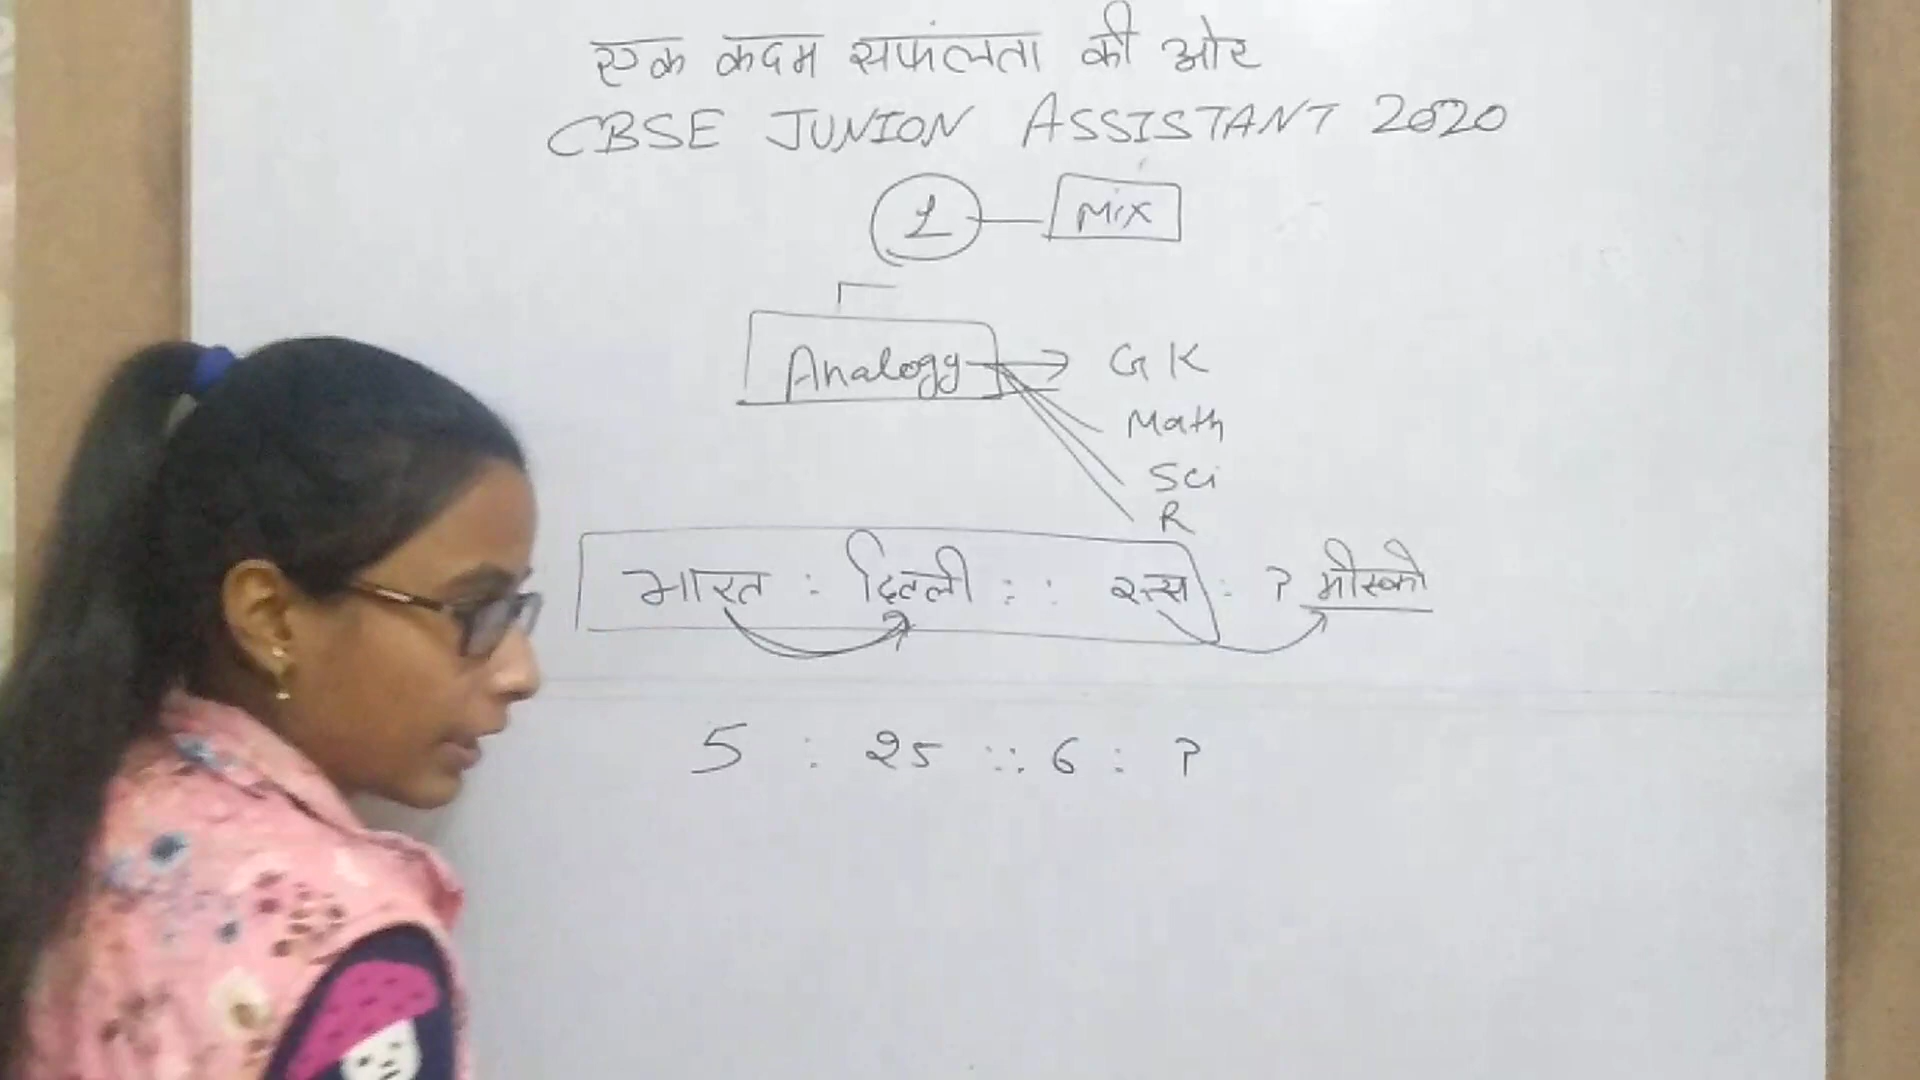 एक कदम सफलता की ओर
CBSE JUNION ASSISTANT 2020
1 Mix
Analogy GK
Math
Sci
R
भारत : दिल्ली :: रूस : ? मॉस्को
5 : 25 :: 6 : ?